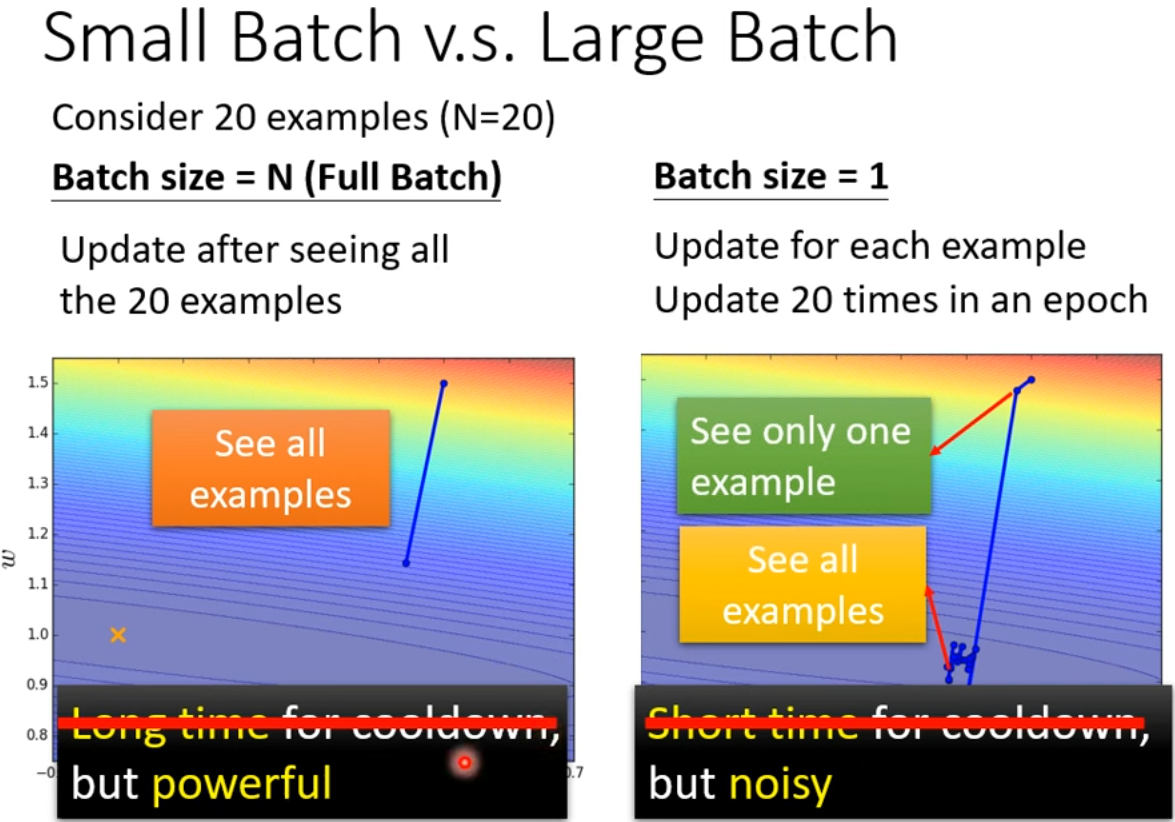 Small Batch v.s. Large Batch
Consider 20 examples (N=20)
Batch size = N (Full Batch)
Update after seeing all
the 20 examples
Batch size = 1
Update for each example
Update 20 times in an epoch
1.5
1.4
1.3
1.2
1.1
1.0
0.9
0.8
w
See all
examples
Long time for cooldown,
but powerful
See only one
example
See all
examples
Short time for cooldown,
but noisy